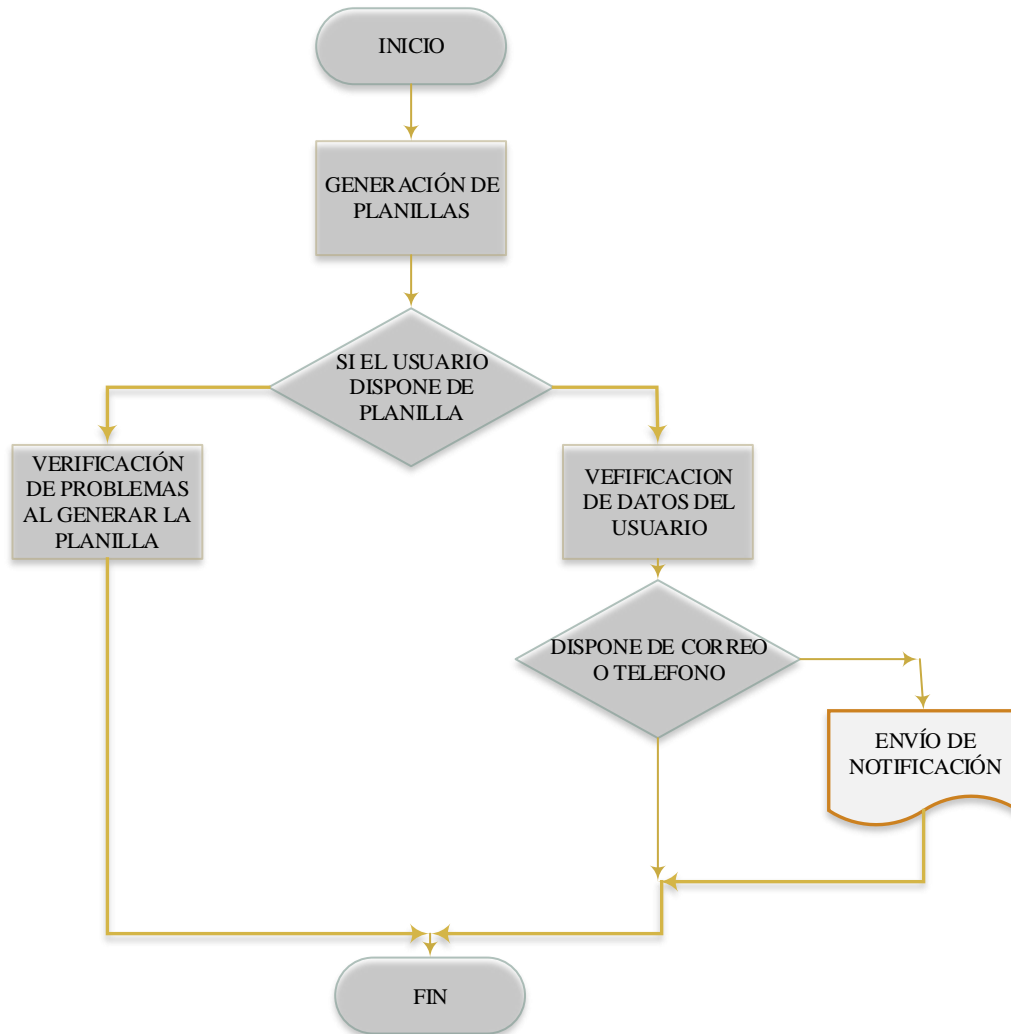 INICIO
GENERACIÓN DE
PLANILLAS
SI EL USUARIO
DISPONE DE
PLANILLA
VERIFICACIÓN
DE PROBLEMAS
AL GENERAR LA
PLANILLA
VEFIFICACION
DE DATOS DEL
USUARIO
DISPONE DE CORREO
O TELEFONO
ENVÍO DE
NOTIFICACIÓN
FIN